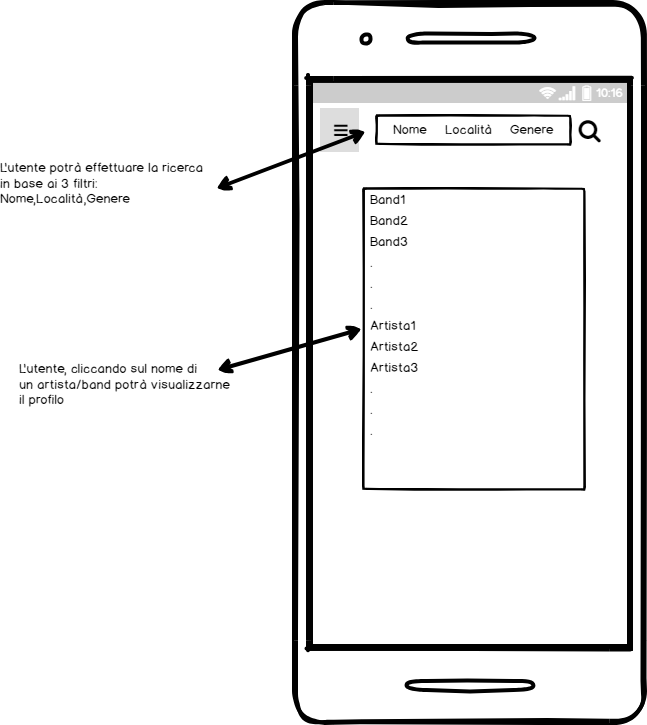 10:16
Nome Località Genere
L'utente potrà effettuare la ricerca
in base ai 3 filtri:
Nome,Località,Genere
Band1
Band2
Band3
.
.
.
Artista1
Artista2
Artista3
.
.
.
L'utente, cliccando sul nome di
un artista/band potrà visualizzarne
il profilo